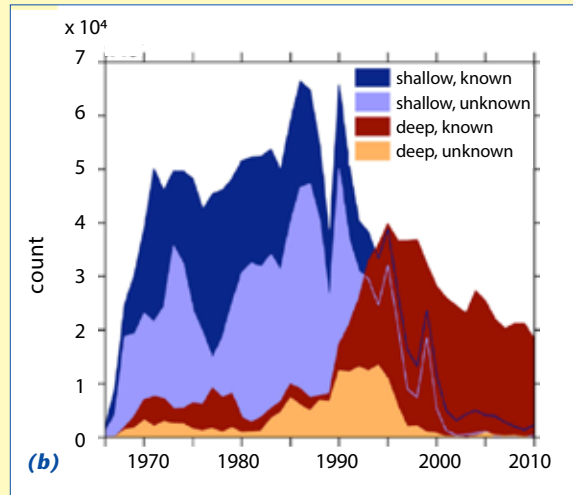 x 10⁴
7
6
5
4
3
2
1
0
count
shallow, known
shallow, unknown
deep, known
deep, unknown
(b)
1970
1980
1990
2000
2010